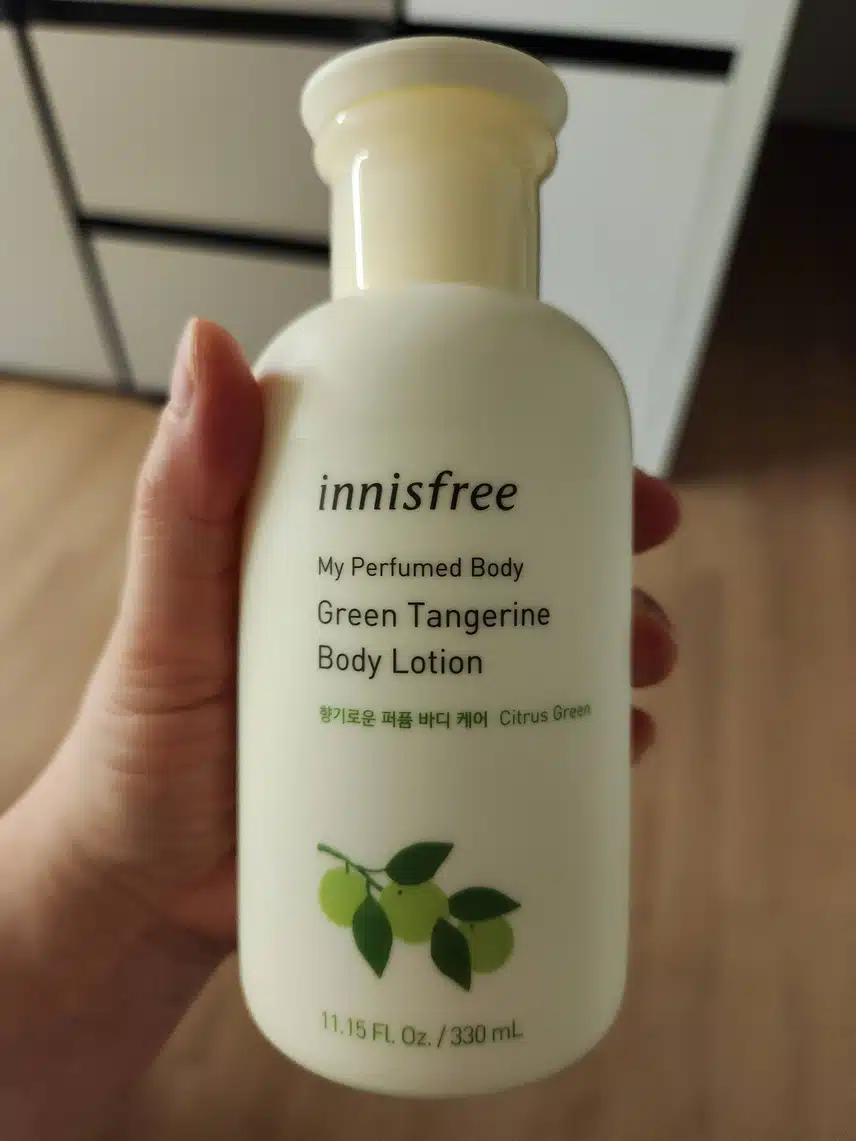 innisfree
My Perfumed Body
Green Tangerine
Body Lotion
향기로운 퍼퓸 바디 케어 Citrus Green
11.15 Fl. Oz. / 330 mL